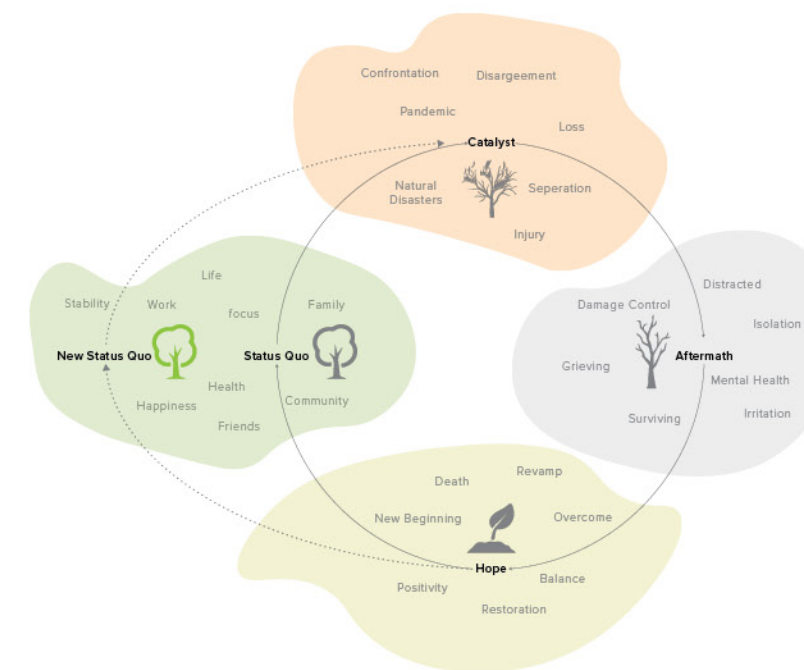 Confrontation
Disargeement
Pandemic
Loss
Catalyst
Natural
Disasters
Seperation
Injury
Life
Stability
Work
focus
Family
New Status Quo
Status Quo
Health
Happiness
Community
Friends
Distracted
Damage Control
Isolation
Aftermath
Grieving
Mental Health
Surviving
Irritation
Revamp
Death
New Beginning
Overcome
Hope
Balance
Positivity
Restoration